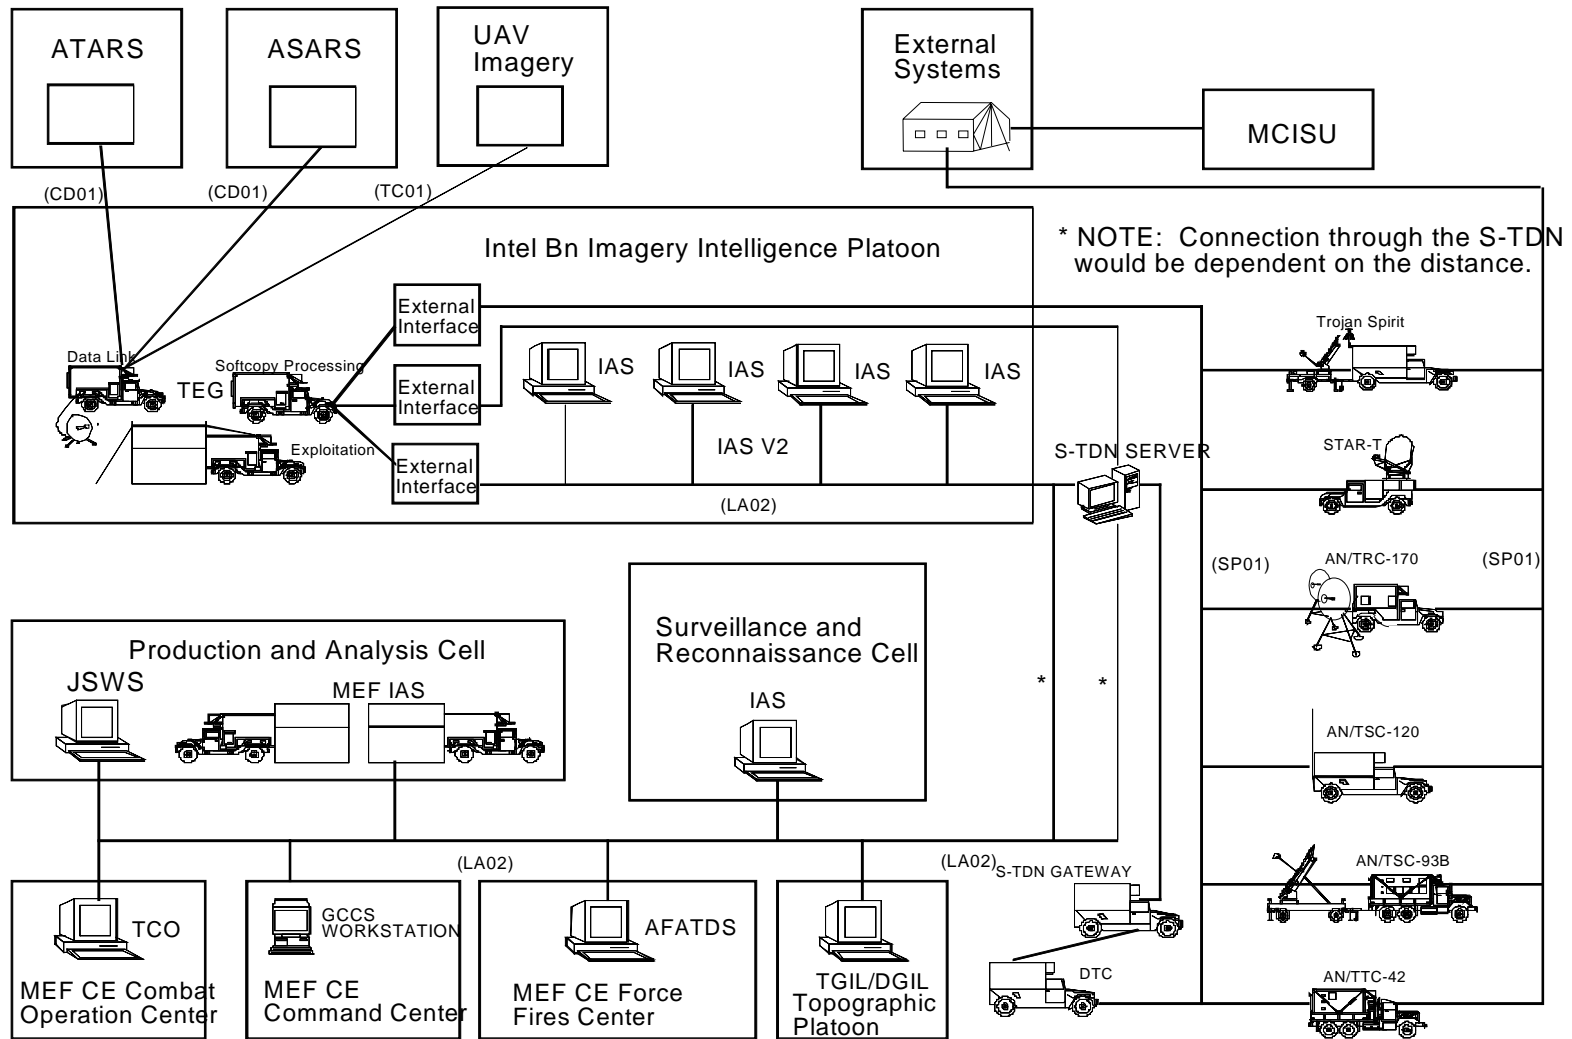 ATARS
ASARS
UAV
Imagery
External
Systems
MCISU
(CD01)
(CD01)
(TC01)
* NOTE: Connection through the S-TDN
would be dependent on the distance.
Intel Bn Imagery Intelligence Platoon
External
Interface
Data Link
TEG
Softcopy Processing
Exploitation
External
Interface
External
Interface
IAS
IAS
IAS
IAS
IAS V2
(LA02)
S-TDN SERVER
Trojan Spirit
STAR-T
(SP01)
AN/TRC-170
(SP01)
Production and Analysis Cell
JSWS
MEF IAS
Surveillance and
Reconnaissance Cell
IAS
*
*
AN/TSC-120
(LA02)
(LA02)
S-TDN GATEWAY
AN/TSC-93B
TCO
MEF CE Combat
Operation Center
GCCS
WORKSTATION
MEF CE
Command Center
AFATDS
MEF CE Force
Fires Center
TGIL/DGIL
Topographic
Platoon
DTC
AN/TTC-42